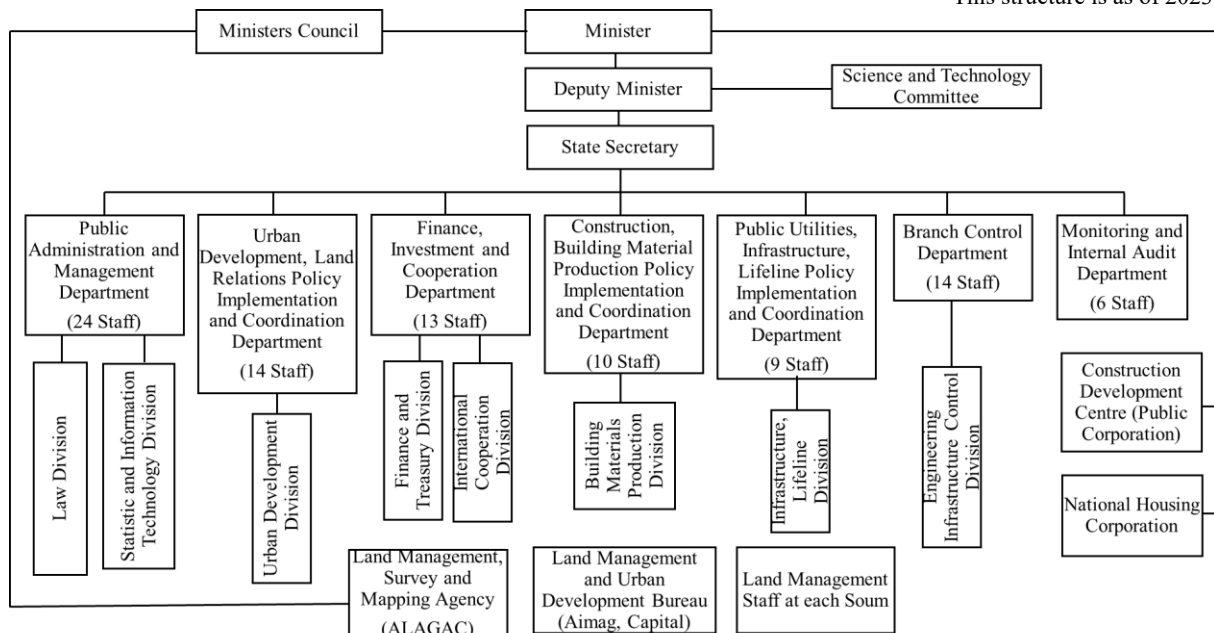 This structure is as of 2023
Ministers Council
Minister
Deputy Minister
Science and Technology
Committee
State Secretary
Public
Administration and
Management
Department
(24 Staff)
Urban
Development, Land
Relations Policy
Implementation
and Coordination
Department
(14 Staff)
Finance,
Investment and
Cooperation
Department
(13 Staff)
Construction,
Building Material
Production Policy
Implementation
and Coordination
Department
(10 Staff)
Public Utilities,
Infrastructure,
Lifeline Policy
Implementation
and Coordination
Department
(9 Staff)
Branch Control
Department
(14 Staff)
Monitoring and
Internal Audit
Department
(6 Staff)
Law Division
Statistic and Information
Technology Division
Urban Development
Division
Finance and
Treasury Division
International
Cooperation
Division
Building
Materials
Production
Division
Infrastructure,
Lifeline
Division
Engineering
Infrastructure Control
Division
Construction
Development
Centre (Public
Corporation)
National Housing
Corporation
Land Management,
Survey and
Mapping Agency
(ALAGAC)
Land Management
and Urban
Development Bureau
(Aimag, Capital)
Land Management
Staff at each Soum